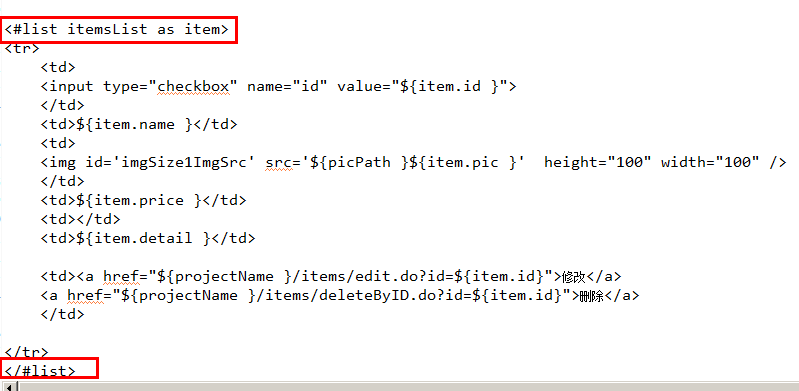 <#list itemsList as item>
<tr>
<td>
<input type="checkbox" name="id" value="${item.id }">
</td>
<td>${item.name }</td>
<td>
<img id='imgSize1ImgSrc' src='${picPath }${item.pic }'  height="100" width="100" />
</td>
<td>${item.price }</td>
<td></td>
<td>${item.detail }</td>
<td><a href="${projectName }/items/edit.do?id=${item.id}">修改</a>
<a href="${projectName }/items/deleteByID.do?id=${item.id}">删除</a>
</td>
</tr>
</#list>